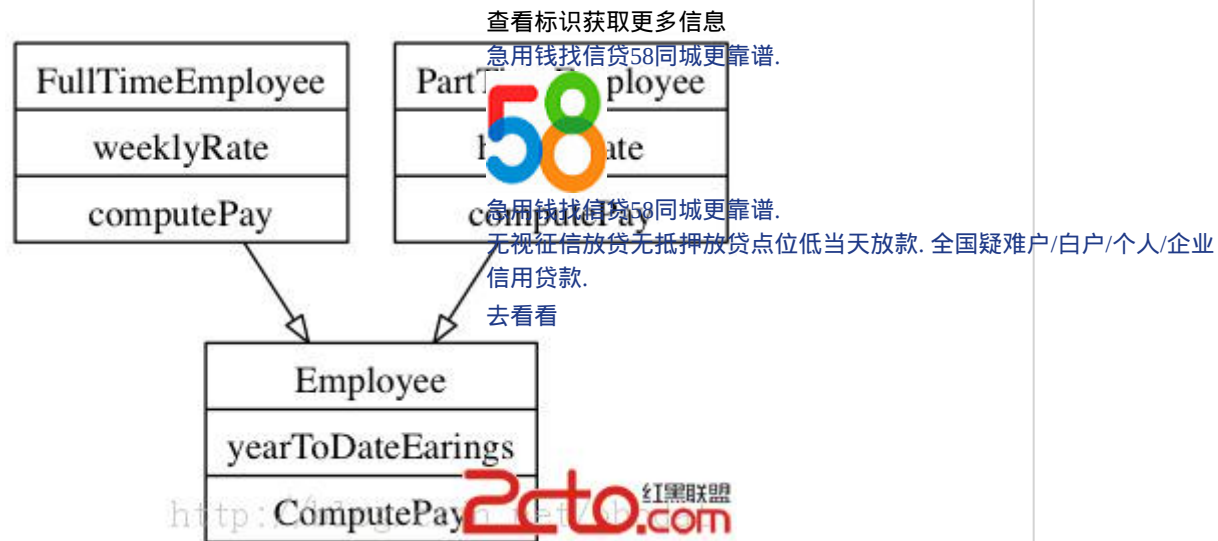 查看标识获取更多信息
急用钱找信贷58同城更靠谱.
FullTimeEmployee
weeklyRate
computePay
58
急用钱找信贷58同城更靠谱.
computePay
无视征信放贷无抵押放贷点位低当天放款. 全国疑难户/白户/个人/企业
信用贷款.
去看看
Employee
yearToDateEarings
ComputePay
2cto.com
红黑联盟